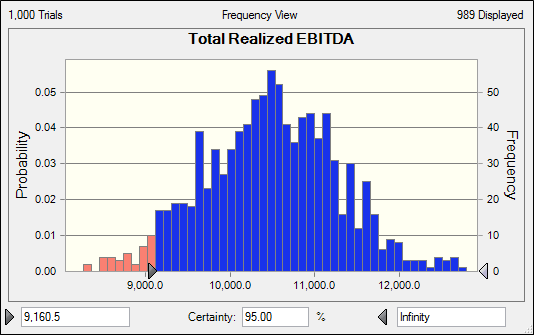 1,000 Trials Frequency View 989 Displayed
Total Realized EBITDA
Probability
Frequency
0.05 50
0.04 40
0.03 30
0.02 20
0.01 10
0.00 0
9,000.0 10,000.0 11,000.0 12,000.0
9,160.5 Certainty: 95.00 % Infinity